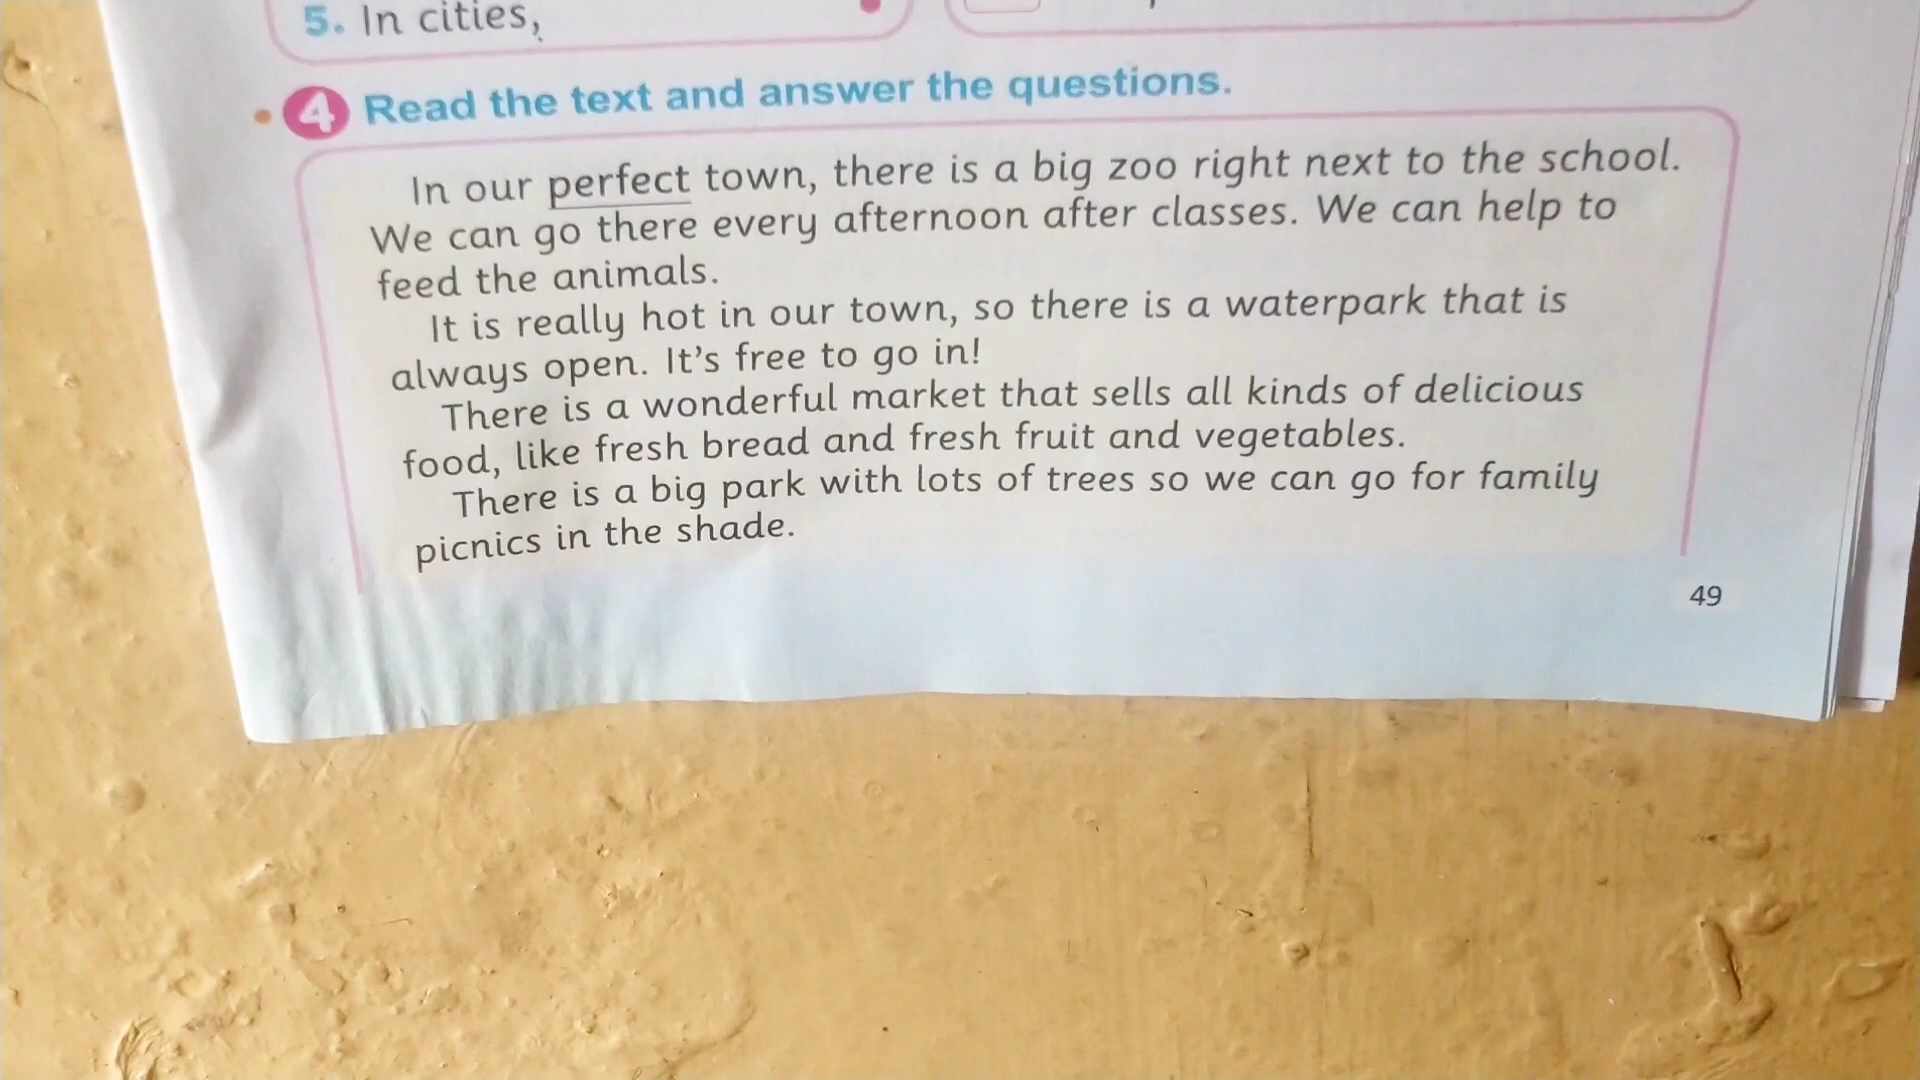 5. In cities,
4 Read the text and answer the questions.
In our perfect town, there is a big zoo right next to the school.
We can go there every afternoon after classes. We can help to
feed the animals.
It is really hot in our town, so there is a waterpark that is
always open. It's free to go in!
There is a wonderful market that sells all kinds of delicious
food, like fresh bread and fresh fruit and vegetables.
There is a big park with lots of trees so we can go for family
picnics in the shade.
49